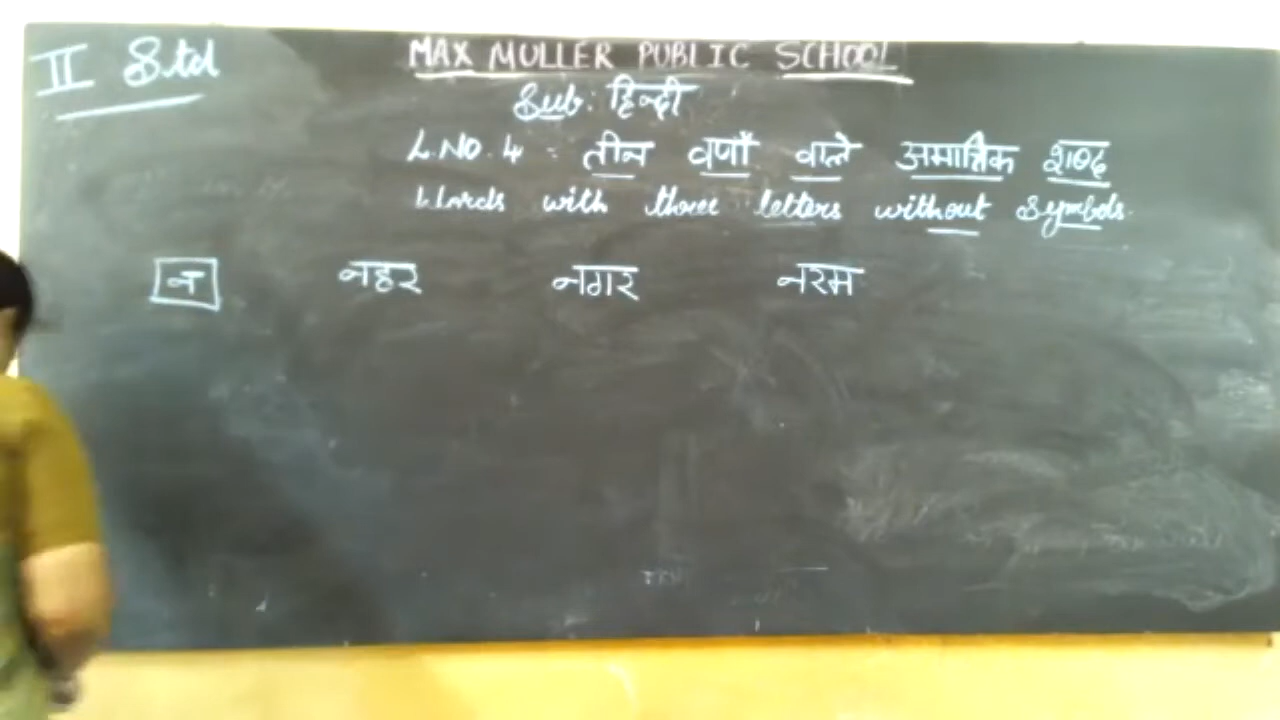 II Std
MAX MULLER PUBLIC SCHOOL
Sub: हिन्दी
L.NO.4 - तीन वर्णों वाले अमात्रिक शब्द
Words with three letters without Symbols.
न नहर नगर नरम